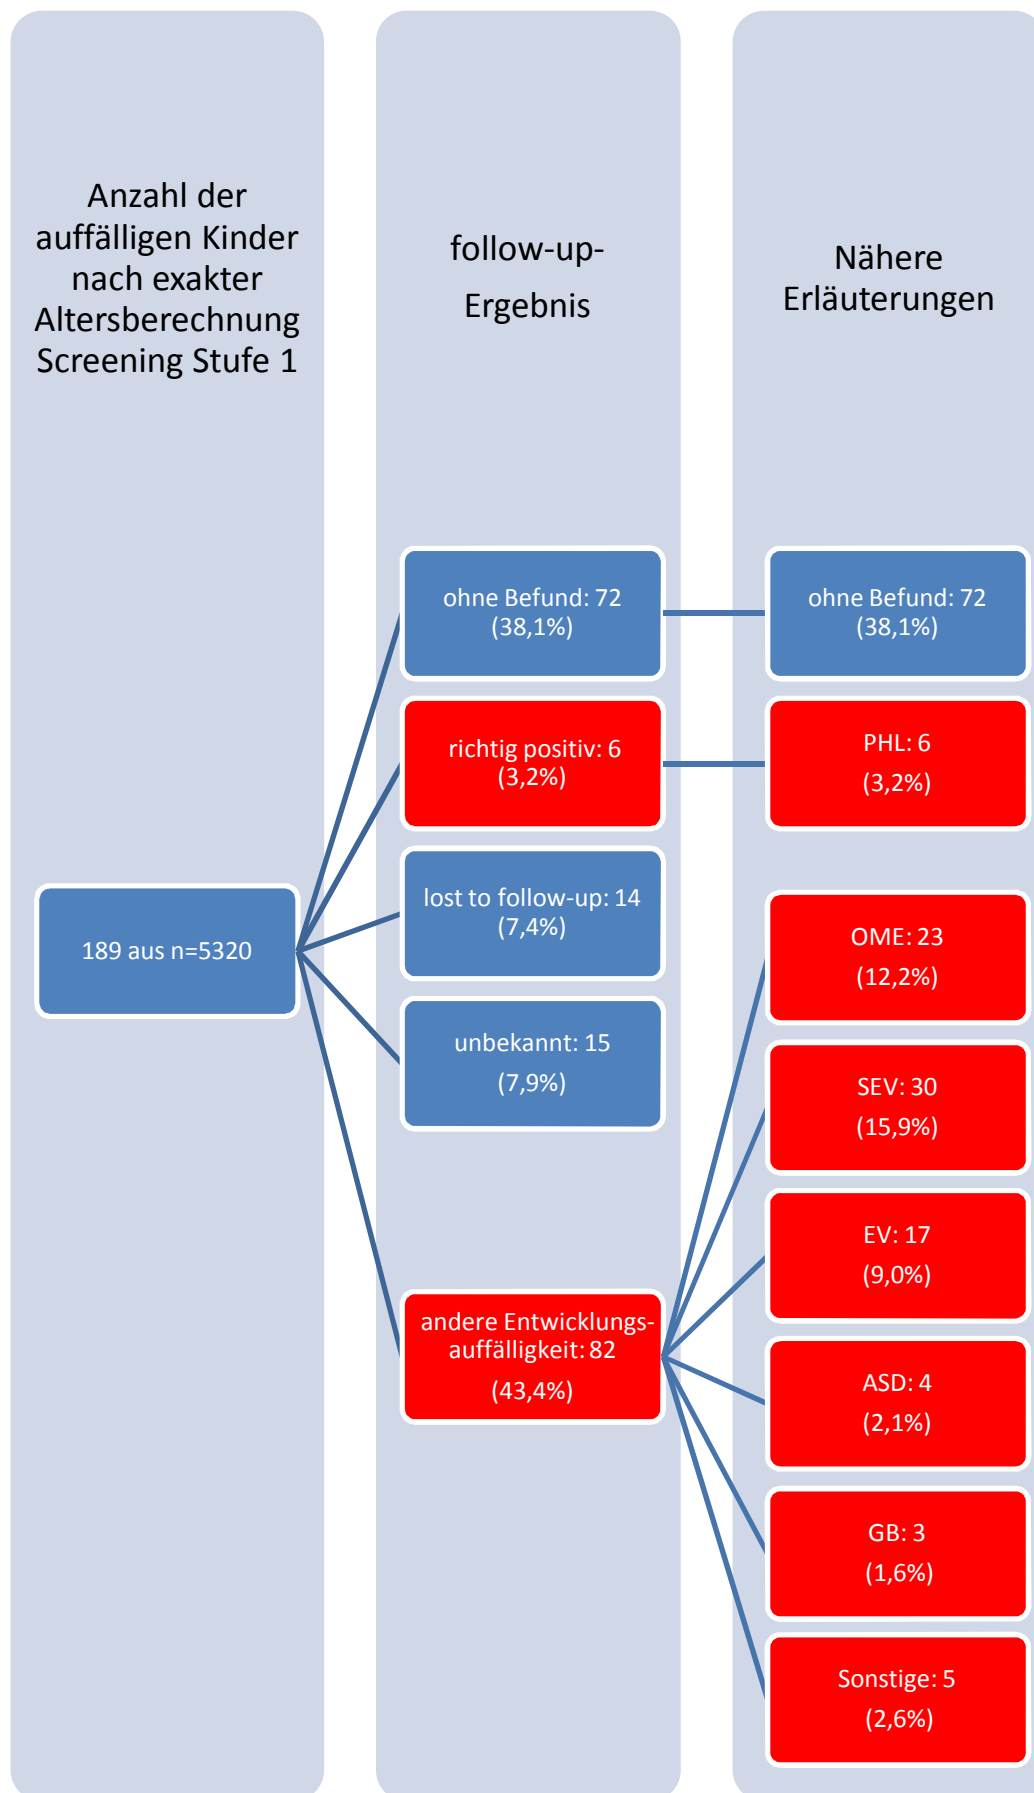 Anzahl der
auffälligen Kinder
nach exakter
Altersberechnung
Screening Stufe 1
189 aus n=5320
follow-up-
Ergebnis
ohne Befund: 72
(38,1%)
richtig positiv: 6
(3,2%)
lost to follow-up: 14
(7,4%)
unbekannt: 15
(7,9%)
andere Entwicklungs-
auffälligkeit: 82
(43,4%)
Nähere
Erläuterungen
ohne Befund: 72
(38,1%)
PHL: 6
(3,2%)
OME: 23
(12,2%)
SEV: 30
(15,9%)
EV: 17
(9,0%)
ASD: 4
(2,1%)
GB: 3
(1,6%)
Sonstige: 5
(2,6%)